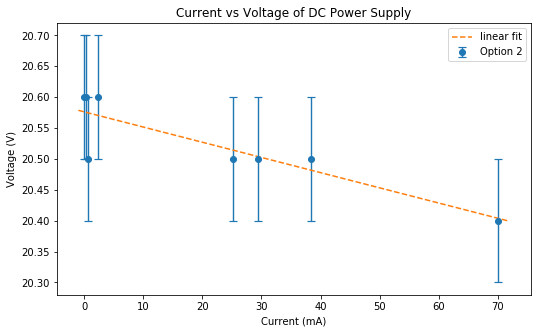 Current vs Voltage of DC Power Supply
linear fit
Option 2
20.70
20.65
20.60
20.55
20.50
20.45
20.40
20.35
20.30
Voltage (V)
0 10 20 30 40 50 60 70
Current (mA)